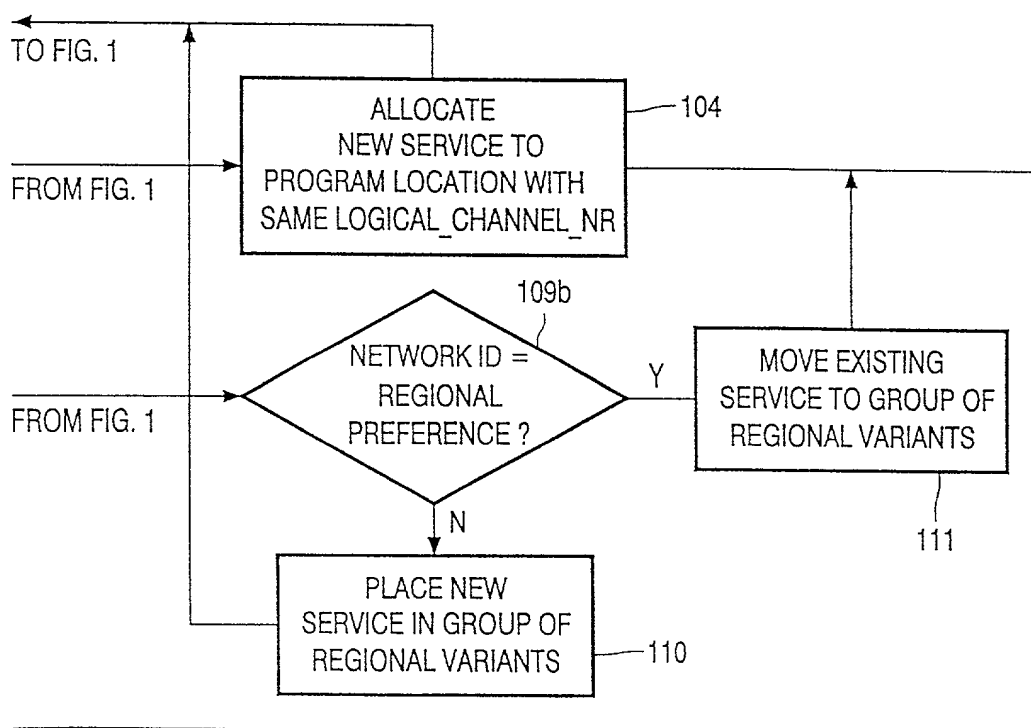 TO FIG. 1
ALLOCATE
NEW SERVICE TO
PROGRAM LOCATION WITH
SAME LOGICAL_CHANNEL_NR
104
FROM FIG. 1
109b
NETWORK ID =
REGIONAL
PREFERENCE ?
Y
MOVE EXISTING
SERVICE TO GROUP OF
REGIONAL VARIANTS
FROM FIG. 1
N
111
PLACE NEW
SERVICE IN GROUP OF
REGIONAL VARIANTS
110